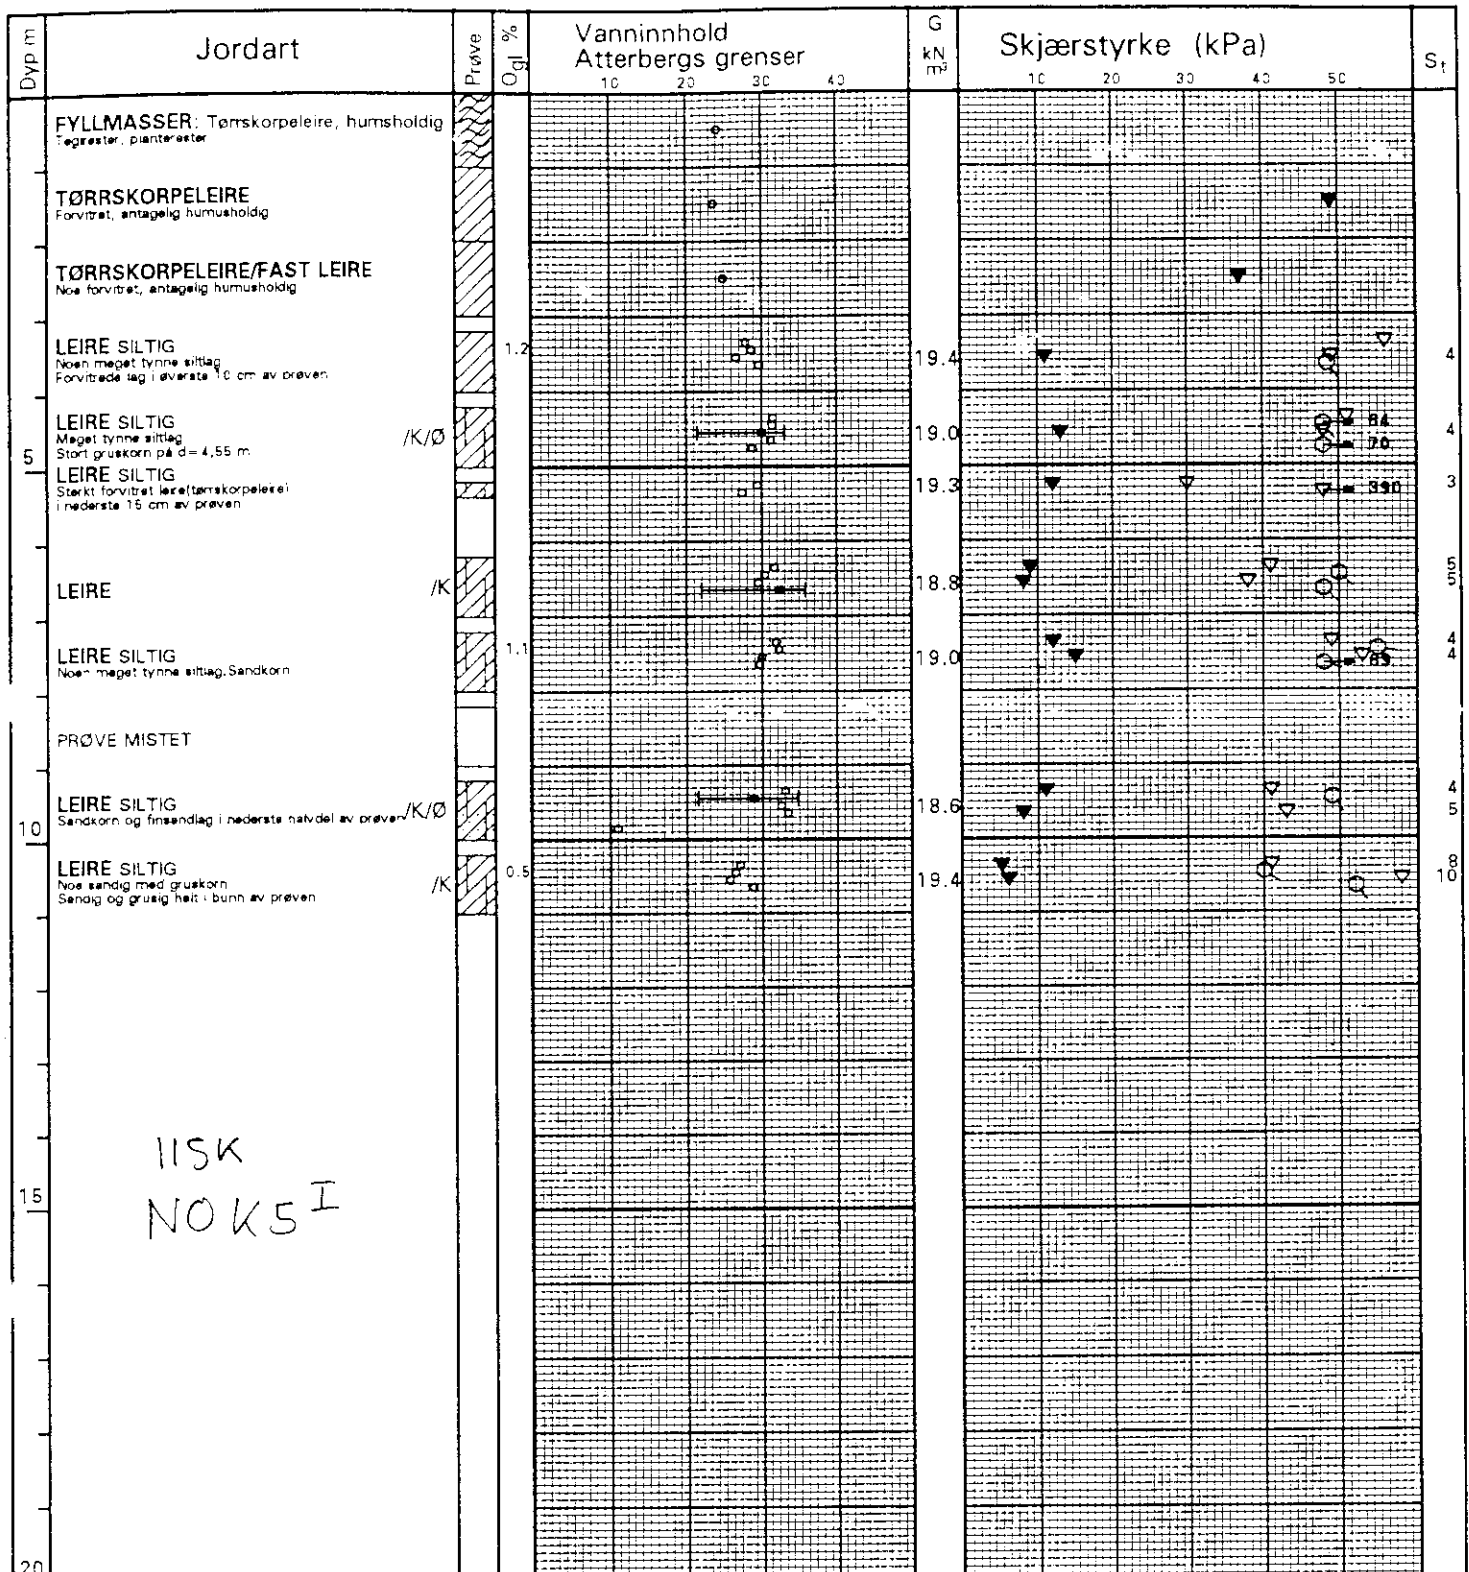 Dyp m
Jordart
Prøve
Ogl %
Vanninnhold
Atterbergs grenser
10 20 30 40
G
kN
m³
Skjærstyrke (kPa)
10 20 30 40 50
St
FYLLMASSER: Tørrskorpeleire, humsholdig
Teglrester, planterester
TØRRSKORPELEIRE
Forvitret, antagelig humusholdig
TØRRSKORPELEIRE/FAST LEIRE
Noe forvitret, antagelig humusholdig
LEIRE SILTIG
Noen meget tynne siltlag
Forvitrede lag i øverste 10 cm av prøven
1.2
19.4
4
LEIRE SILTIG
Meget tynne siltlag
Stort gruskorn på d=4,55 m
/K/Ø
19.0
64
70
4
5
LEIRE SILTIG
Sterkt forvitret leire(tørrskorpeleire)
i nederste 15 cm av prøven
19.3
390
3
LEIRE /K
18.8
5
5
LEIRE SILTIG
Noen meget tynne siltlag.Sandkorn
1.1
19.0
4
4
PRØVE MISTET
LEIRE SILTIG
Sandkorn og finsandlag i nederste halvdel av prøven /K/Ø
18.6
4
5
10
LEIRE SILTIG
Noe sandig med gruskorn
Sandig og grusig helt i bunn av prøven
/K
0.5
19.4
8
10
11SK
NO K5 I
15
20